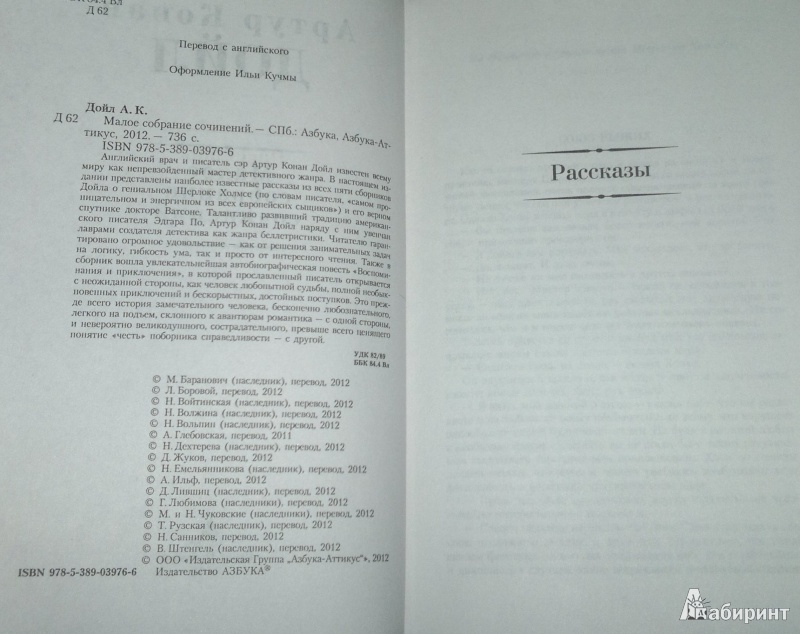 Д 62
Перевод с английского
Оформление Ильи Кучмы
Дойл А. К.
Д 62 Малое собрание сочинений. — СПб.: Азбука, Азбука-Ат-
тикус, 2012. — 736 с.
ISBN 978-5-389-03976-6
Английский врач и писатель сэр Артур Конан Дойл известен всему
миру как непревзойденный мастер детективного жанра. В настоящем из-
дании представлены наиболее известные рассказы из всех пяти сборников
Дойла о гениальном Шерлоке Холмсе (по словам писателя, «самом про-
ницательном и энергичном из всех европейских сыщиков») и его верном
спутнике докторе Ватсоне. Талантливо развивший традицию американ-
ского писателя Эдгара По, Артур Конан Дойл наряду с ним увенчан
лаврами создателя детектива как жанра беллетристики. Читателю гаран-
тировано огромное удовольствие — как от решения занимательных задач
на логику, гибкость ума, так и просто от интересного чтения. Также в
сборник вошла увлекательнейшая автобиографическая повесть «Воспоми-
нания и приключения», в которой прославленный писатель открывается
с неожиданной стороны, как человек любопытной судьбы, полной необык-
новенных приключений и бескорыстных, достойных поступков. Это преж-
де всего история замечательного человека, бесконечно любознательного,
легкого на подъем, склонного к авантюрам романтика — с одной стороны,
и невероятно великодушного, сострадательного, превыше всего ценящего
понятие «честь» поборника справедливости — с другой.
УДК 82/89
ББК 84.4 Вл
© М. Баранович (наследник), перевод, 2012
© Л. Боровой, перевод, 2012
© Н. Войтинская (наследник), перевод, 2012
© Н. Волжина (наследник), перевод, 2012
© Н. Вольпин (наследник), перевод, 2012
© А. Глебовская, перевод, 2011
© Н. Дехтерева (наследник), перевод, 2012
© Д. Жуков, перевод, 2012
© Н. Емельянникова (наследник), перевод, 2012
© А. Ильф, перевод, 2012
© Д. Лившиц (наследник), перевод, 2012
© Г. Любимова (наследник), перевод, 2012
© М. и Н. Чуковские (наследники), перевод, 2012
© Т. Рузская (наследник), перевод, 2012
© Н. Санников, перевод, 2012
© В. Штенгель (наследник), перевод, 2012
© ООО «Издательская Группа „Азбука-Аттикус“», 2012
ISBN 978-5-389-03976-6 Издательство АЗБУКА®
Рассказы
Лабиринт